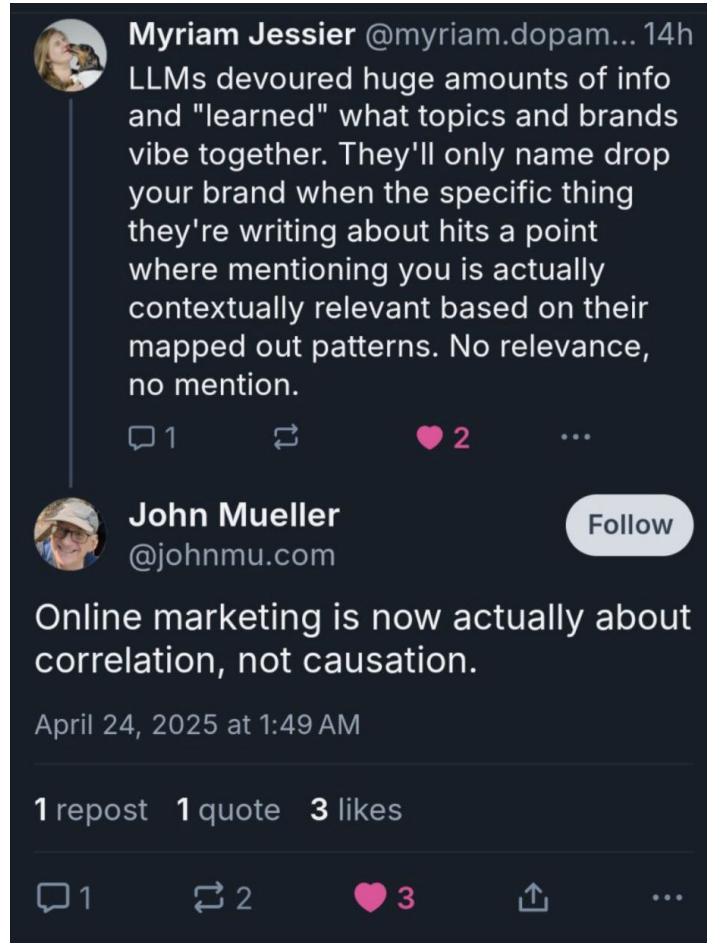 Myriam Jessier @myriam.dopam... 14h
LLMs devoured huge amounts of info
and "learned" what topics and brands
vibe together. They'll only name drop
your brand when the specific thing
they're writing about hits a point
where mentioning you is actually
contextually relevant based on their
mapped out patterns. No relevance,
no mention.
1 2 ...
John Mueller
Follow
@johnmu.com
Online marketing is now actually about
correlation, not causation.
April 24, 2025 at 1:49 AM
1 repost 1 quote 3 likes
1 2 3 ...